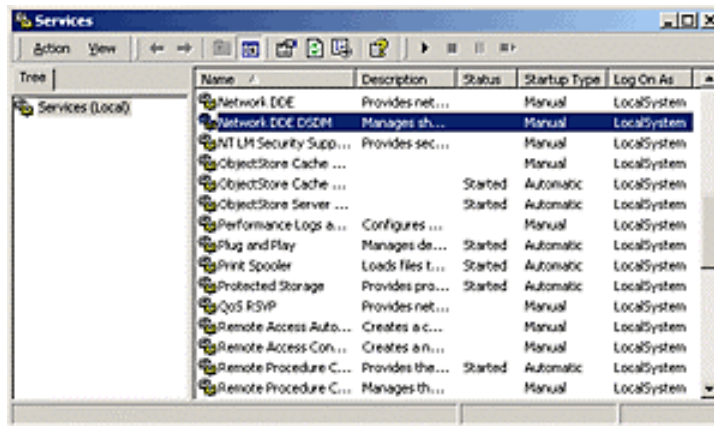 Services
Action View
Tree
Services (Local)
Name Description Status Startup Type Log On As
Network DDE Provides net... Manual LocalSystem
Network DDE DSDM Manages sh... Manual LocalSystem
NT LM Security Supp... Provides sec... Manual LocalSystem
ObjectStore Cache ... Manual LocalSystem
ObjectStore Cache ... Started Automatic LocalSystem
ObjectStore Server ... Started Automatic LocalSystem
Performance Logs a... Configures ... Manual LocalSystem
Plug and Play Manages de... Started Automatic LocalSystem
Print Spooler Loads files t... Started Automatic LocalSystem
Protected Storage Provides pro... Started Automatic LocalSystem
QoS RSVP Provides net... Manual LocalSystem
Remote Access Auto... Creates a c... Manual LocalSystem
Remote Access Con... Creates a n... Manual LocalSystem
Remote Procedure C... Provides the... Started Automatic LocalSystem
Remote Procedure C... Manages th... Manual LocalSystem